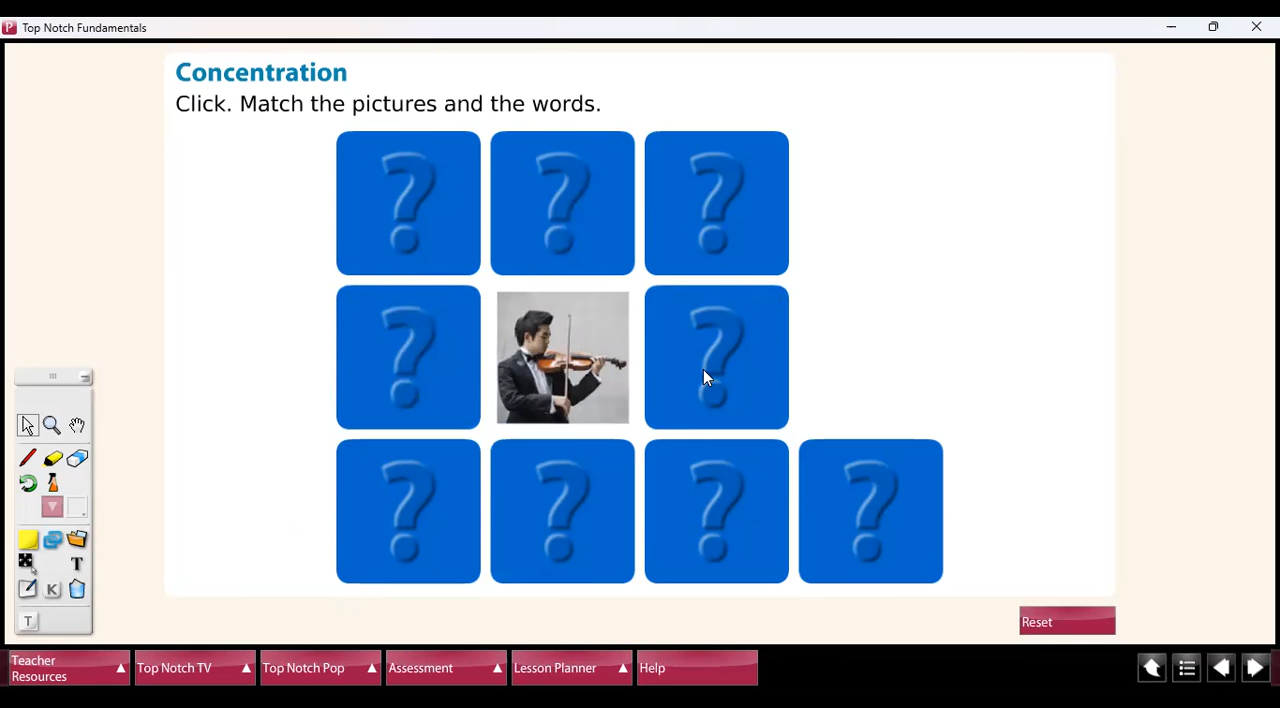 Top Notch Fundamentals
Concentration
Click. Match the pictures and the words.
? ? ?
? ?
? ? ? ?
T
K
T
Reset
Teacher
Resources
Top Notch TV
Top Notch Pop
Assessment
Lesson Planner
Help